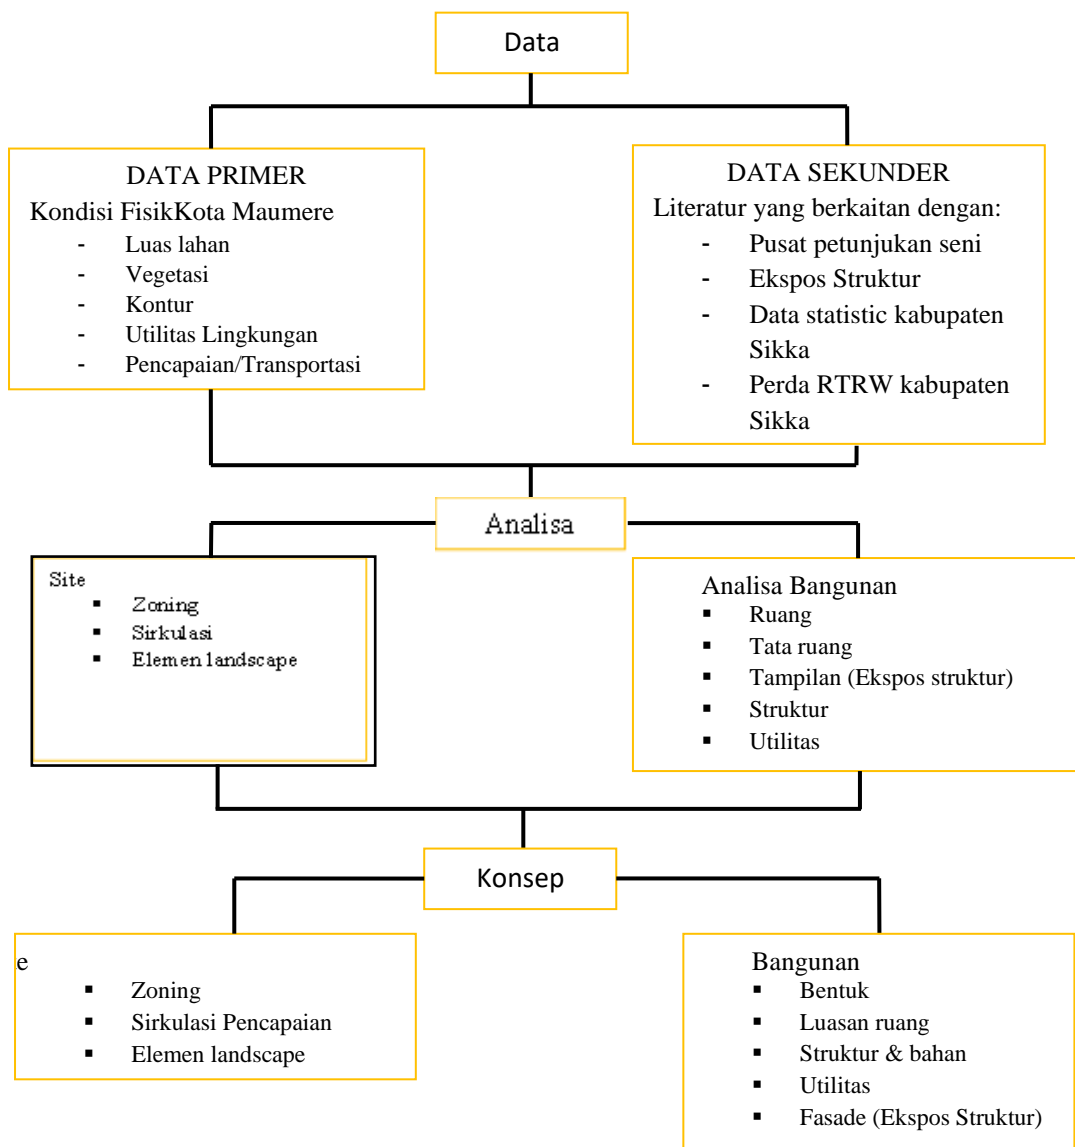 Data
DATA PRIMER
Kondisi FisikKota Maumere
- Luas lahan
- Vegetasi
- Kontur
- Utilitas Lingkungan
- Pencapaian/Transportasi
DATA SEKUNDER
Literatur yang berkaitan dengan:
- Pusat petunjukan seni
- Ekspos Struktur
- Data statistic kabupaten
Sikka
- Perda RTRW kabupaten
Sikka
Analisa
Site
▪ Zoning
▪ Sirkulasi
▪ Elemen landscape
Analisa Bangunan
▪ Ruang
▪ Tata ruang
▪ Tampilan (Ekspos struktur)
▪ Struktur
▪ Utilitas
Konsep
e
▪ Zoning
▪ Sirkulasi Pencapaian
▪ Elemen landscape
Bangunan
▪ Bentuk
▪ Luasan ruang
▪ Struktur & bahan
▪ Utilitas
▪ Fasade (Ekspos Struktur)